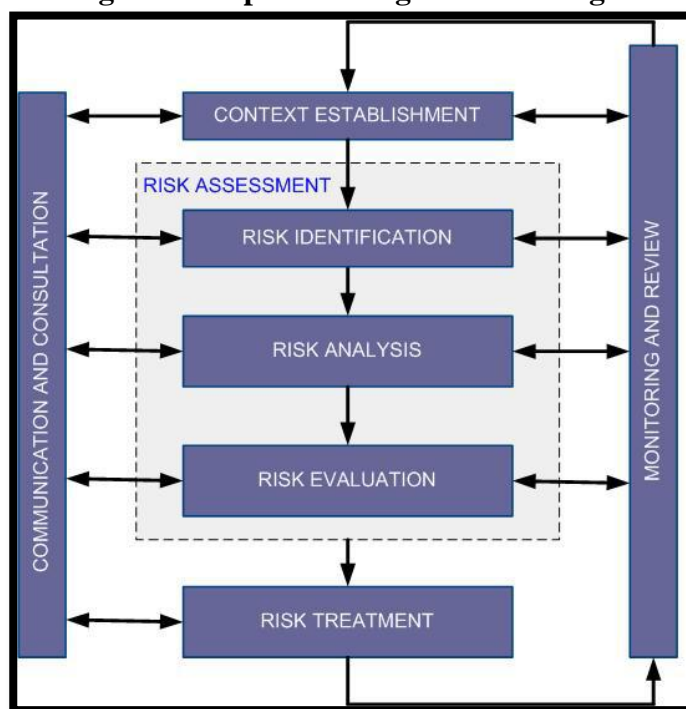 CONTEXT ESTABLISHMENT
RISK ASSESSMENT
RISK IDENTIFICATION
RISK ANALYSIS
RISK EVALUATION
RISK TREATMENT
COMMUNICATION AND CONSULTATION
MONITORING AND REVIEW